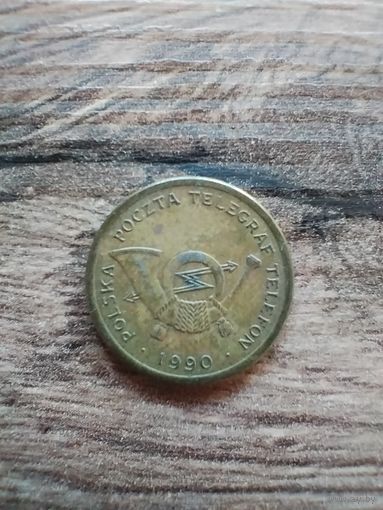 POLSKA POCZTA TELEGRAF TELEFON
· 1990 ·